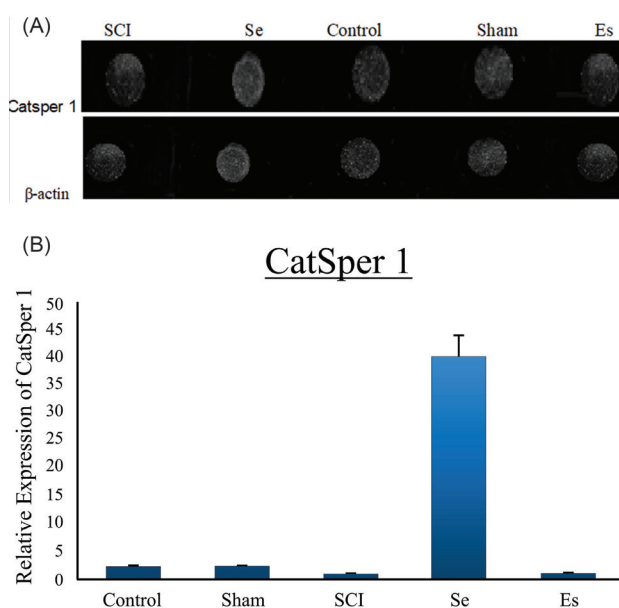 (A)
SCI Se Control Sham Es
Catsper 1
β-actin
(B)
CatSper 1
Relative Expression of CatSper 1
50
45
40
35
30
25
20
15
10
5
0
Control Sham SCI Se Es